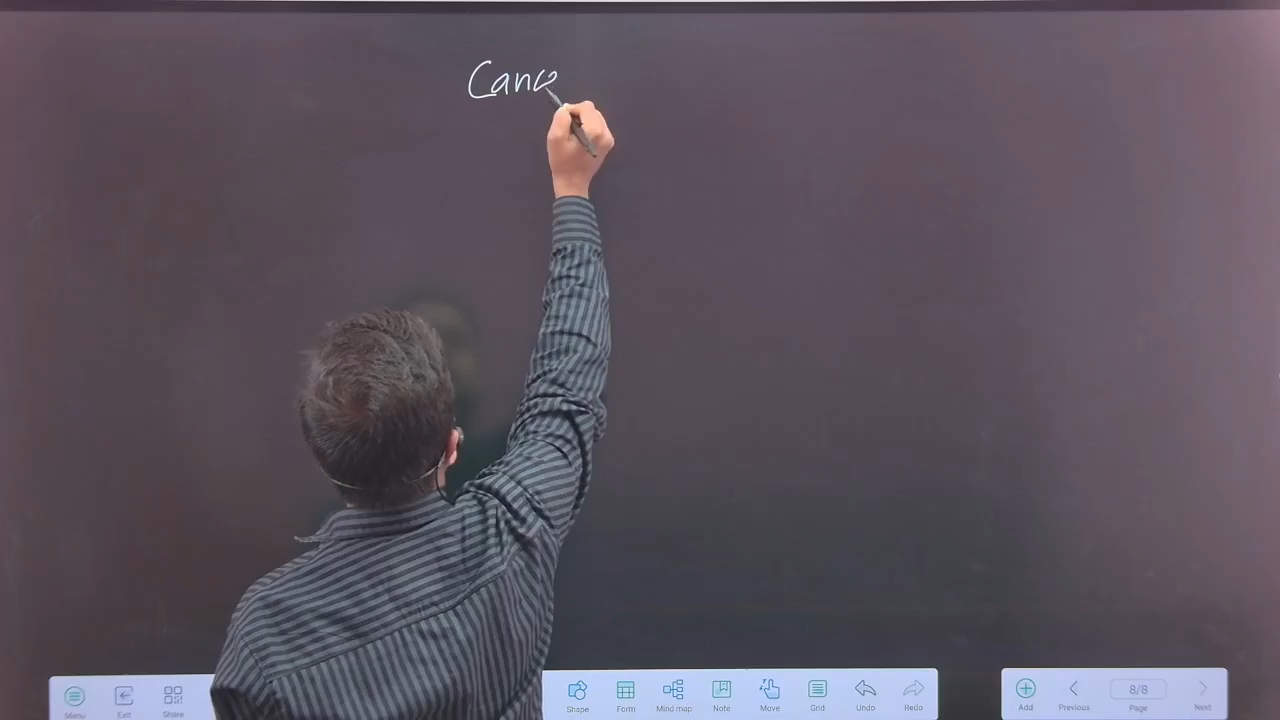 Canc
Menu
Exit
Share
Shape
Form
Mind map
Note
Move
Grid
Undo
Redo
Add
Previous
8/8
Page
Next